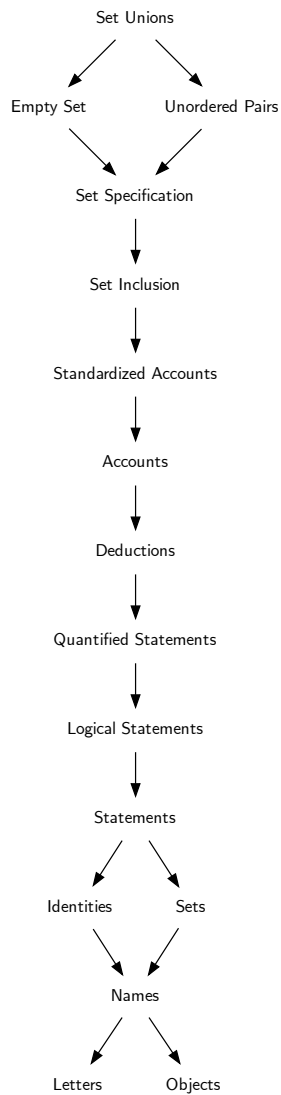 Set Unions
Empty Set
Unordered Pairs
Set Specification
Set Inclusion
Standardized Accounts
Accounts
Deductions
Quantified Statements
Logical Statements
Statements
Identities
Sets
Names
Letters
Objects